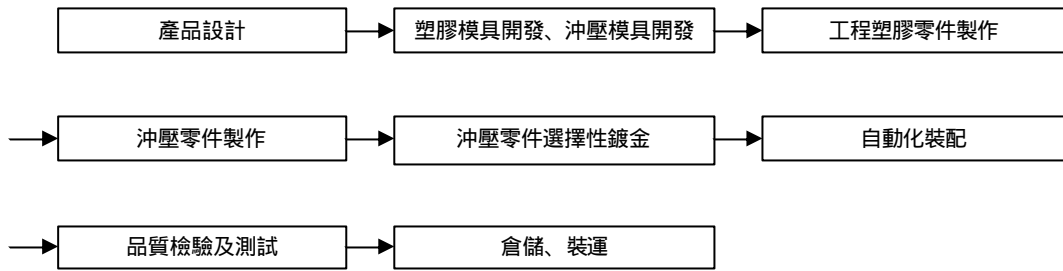 產品設計
塑膠模具開發、沖壓模具開發
工程塑膠零件製作
沖壓零件製作
沖壓零件選擇性鍍金
自動化裝配
品質檢驗及測試
倉儲、裝運